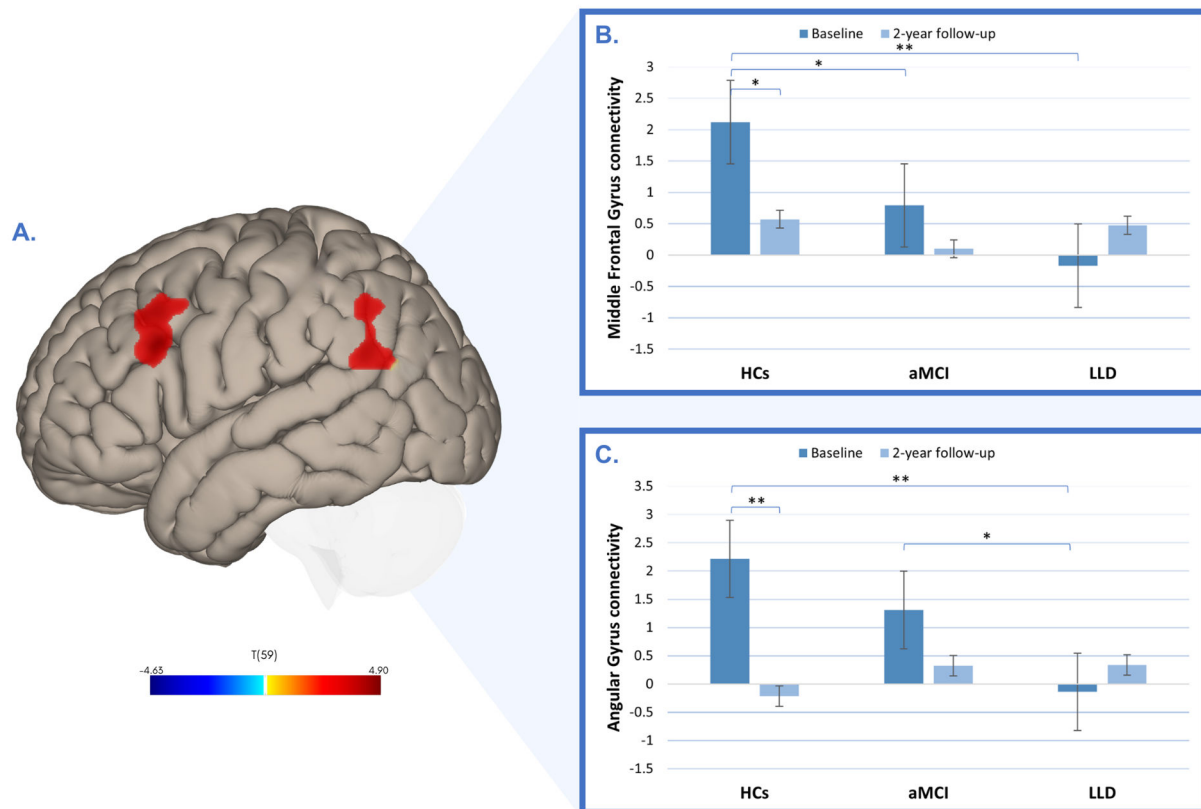 A.
T(59)
-4.65
4.90
B.
Baseline 2-year follow-up
**
*
*
Middle Frontal Gyrus connectivity
3
2.5
2
1.5
1
0.5
0
-0.5
-1
-1.5
HCs aMCI LLD
C.
Baseline 2-year follow-up
**
**
*
Angular Gyrus connectivity
3.5
3
2.5
2
1.5
1
0.5
0
-0.5
-1
-1.5
HCs aMCI LLD